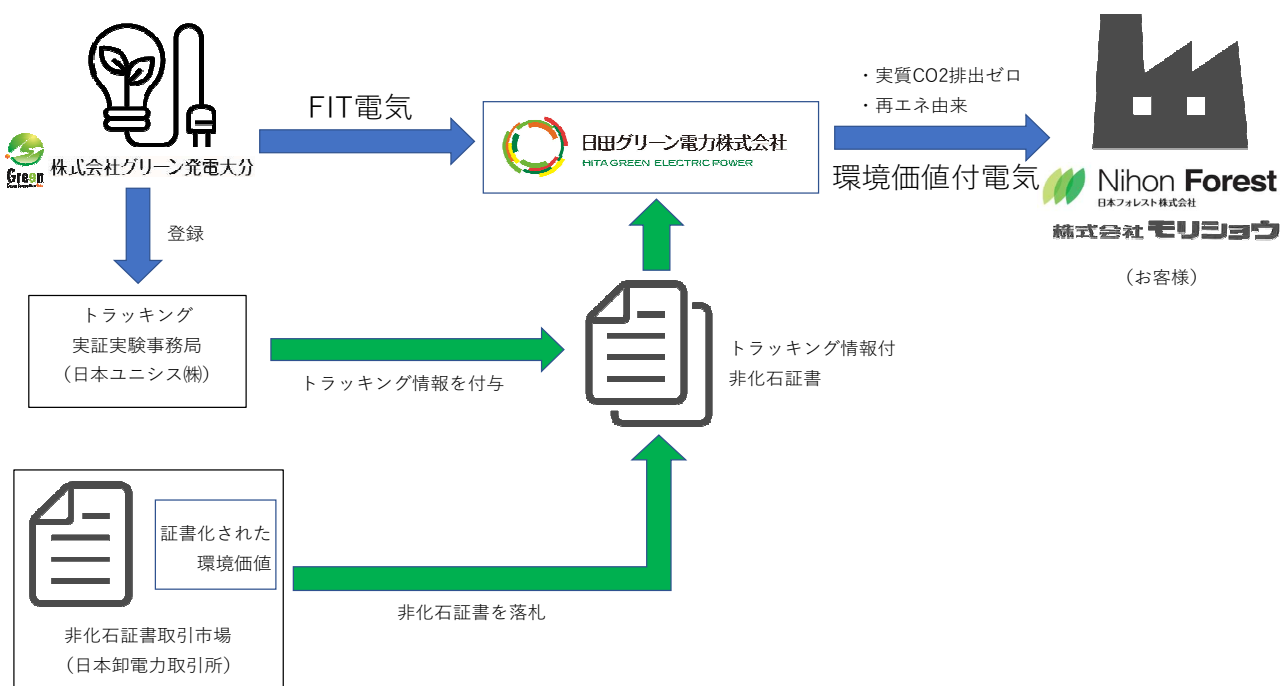 FIT電気
・実質CO2排出ゼロ
・再エネ由来
日田グリーン電力株式会社
HITA GREEN ELECTRIC POWER
Green
株式会社グリーン発電大分
環境価値付電気
Nihon Forest
日本フォレスト株式会社
株式会社モリショウ
(お客様)
登録
トラッキング
実証実験事務局
(日本ユニシス㈱)
トラッキング情報を付与
トラッキング情報付
非化石証書
証書化された
環境価値
非化石証書を落札
非化石証書取引市場
(日本卸電力取引所)